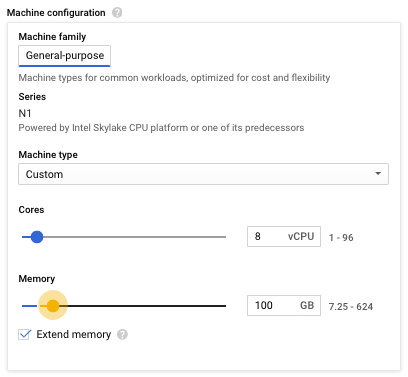 Machine configuration ?
Machine family
General-purpose
Machine types for common workloads, optimized for cost and flexibility
Series
N1
Powered by Intel Skylake CPU platform or one of its predecessors
Machine type
Custom
Cores
8 vCPU 1 - 96
Memory
100 GB 7.25 - 624
Extend memory ?